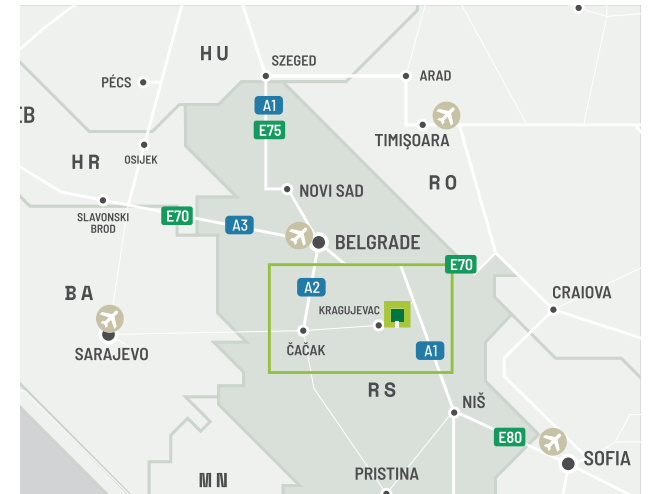 HU
SZEGED
PÉCS
ARAD
A1
EB
E75
TIMIȘOARA
HR
OSIJEK
RO
NOVI SAD
SLAVONSKI
BROD
E70
A3
BELGRADE
E70
BA
A2
CRAIOVA
KRAGUJEVAC
SARAJEVO
ČAČAK
A1
RS
NIŠ
E80
SOFIA
PRISTINA
MN